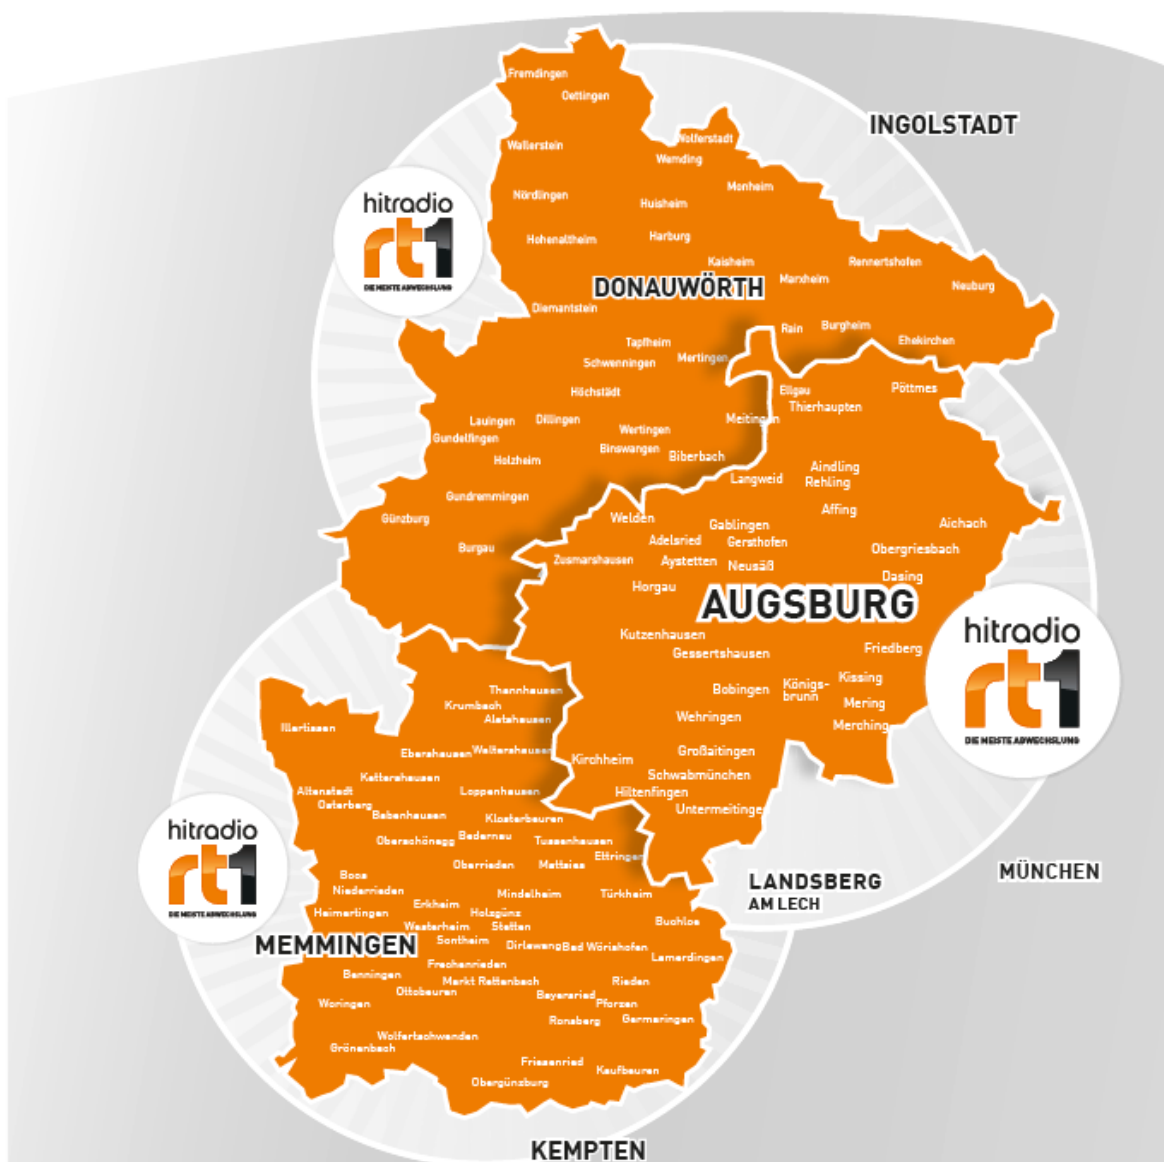 Fremdingen
Oettingen
INGOLSTADT
Wolferstadt
Wallerstein
Wemding
Monheim
Nördlingen
Huisheim
hitradio
rt1
DIE MEISTE ABWECHSLUNG
Hohenaltheim
Harburg
Kaisheim
Rennertshofen
Marxheim
Neuburg
DONAUWÖRTH
Diemantstein
Rain
Burgheim
Ehekirchen
Tapfheim
Schwenningen
Mertingen
Höchstädt
Ellgau
Pöttmes
Thierhaupten
Lauingen
Dillingen
Meitingen
Gundelfingen
Wertingen
Binswangen
Biberbach
Holzheim
Aindling
Langweid
Rehling
Gundremmingen
Affing
Günzburg
Welden
Gablingen
Aichach
Burgau
Adelsried
Gersthofen
Obergriesbach
Zusmarshausen
Aystetten
Neusäß
Dasing
Horgau
AUGSBURG
Kutzenhausen
hitradio
rt1
DIE MEISTE ABWECHSLUNG
Gessertshausen
Friedberg
Thannhausen
Bobingen
Königs-
brunn
Kissing
Krumbach
Mering
Aletshausen
Wehringen
Merching
Illertissen
Ebershausen
Waltershausen
Kirchheim
Großaitingen
Kettershausen
Schwabmünchen
Altenstadt
Loppenhausen
Hiltenfingen
Osterberg
Babenhausen
Klosterbeuren
Untermeitingen
hitradio
rt1
DIE MEISTE ABWECHSLUNG
Oberschönegg
Bedernau
Tussenhausen
Oberrieden
Mattsies
Ettringen
MÜNCHEN
Boos
Niederrieden
Mindelheim
Türkheim
LANDSBERG
AM LECH
Erkheim
Heimertingen
Holzgünz
Buchloe
Westerheim
Stetten
MEMMINGEN
Sontheim
Dirlewang
Bad Wörishofen
Lamerdingen
Frechenrieden
Benningen
Markt Rettenbach
Rieden
Ottobeuren
Bayersried
Woringen
Pforzen
Ronsberg
Germaringen
Wolfertschwenden
Grönenbach
Friesenried
Kaufbeuren
Obergünzburg
KEMPTEN